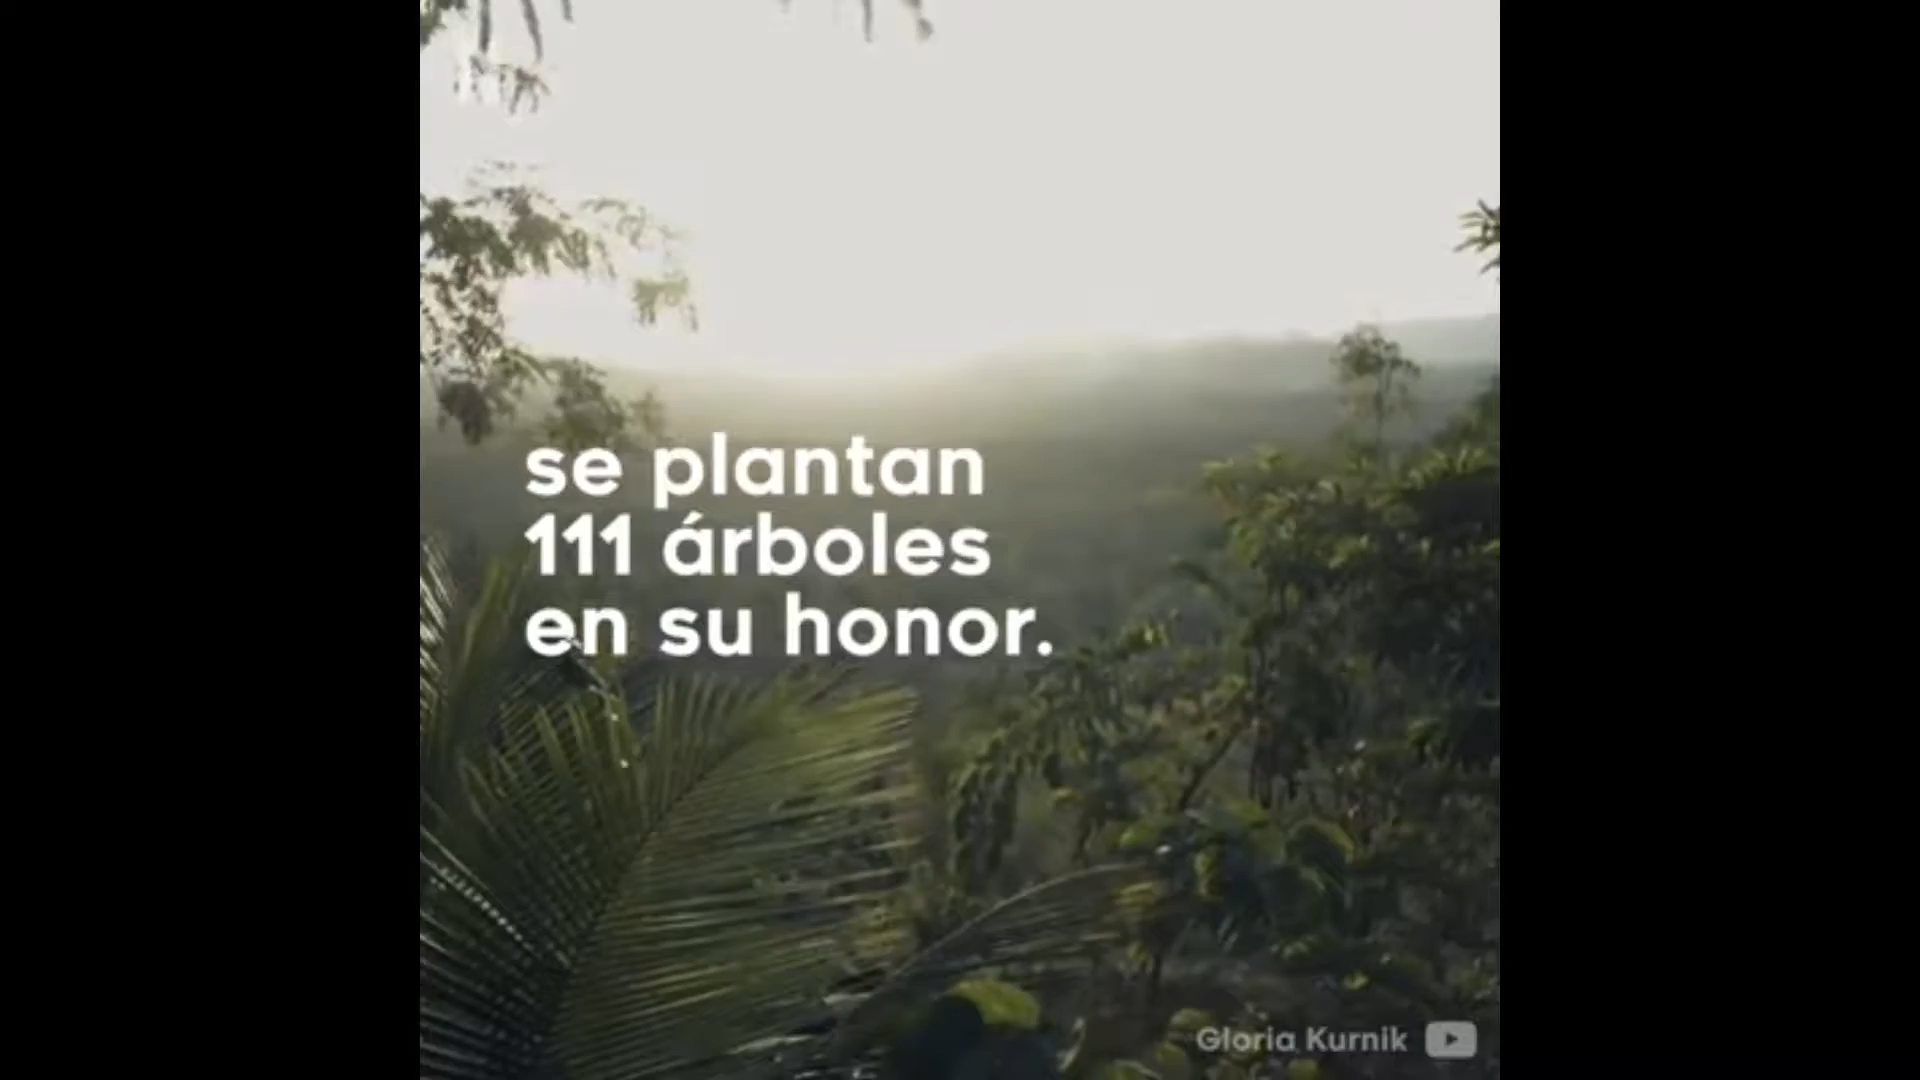 se plantan
111 árboles
en su honor.
Gloria Kurnik